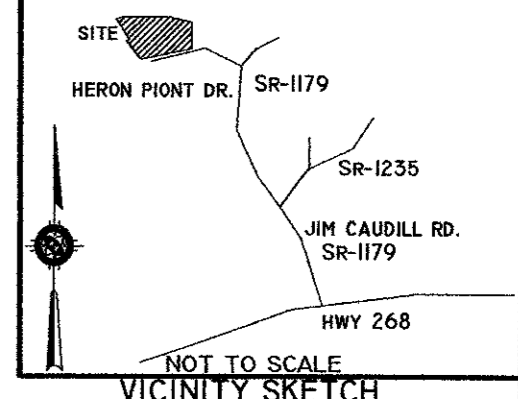 SITE
HERON PIONT DR.
SR-1179
SR-1235
JIM CAUDILL RD.
SR-1179
HWY 268
NOT TO SCALE
VICINITY SKETCH